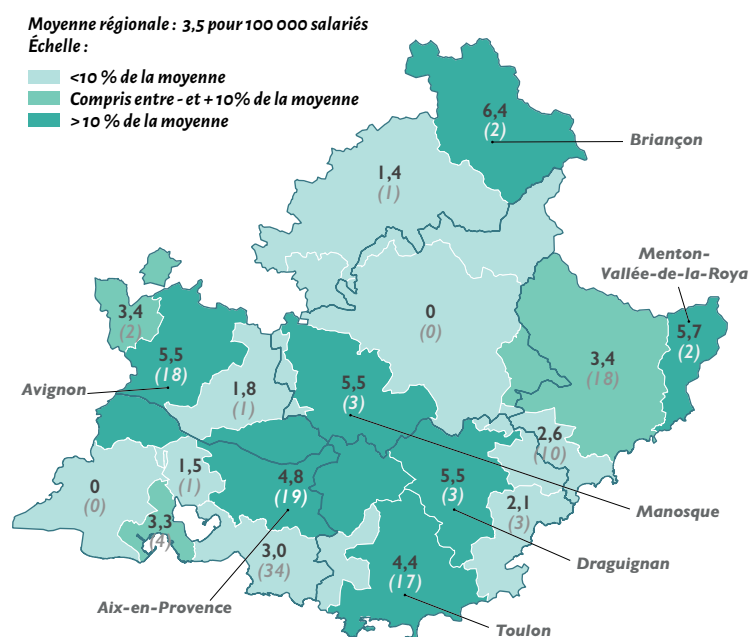 Moyenne régionale : 3,5 pour 100 000 salariés
Échelle :
<10 % de la moyenne
Compris entre - et + 10% de la moyenne
> 10 % de la moyenne
6,4
(2)
Briançon
1,4
(1)
Menton-
Vallée-de-la-Roya
0
(0)
3,4
(2)
5,7
(2)
5,5
(18)
3,4
(18)
Avignon
1,8
(1)
5,5
(3)
2,6
(10)
1,5
(1)
4,8
(19)
5,5
(3)
0
(0)
2,1
(3)
Manosque
3,3
(4)
3,0
(34)
4,4
(17)
Draguignan
Aix-en-Provence
Toulon